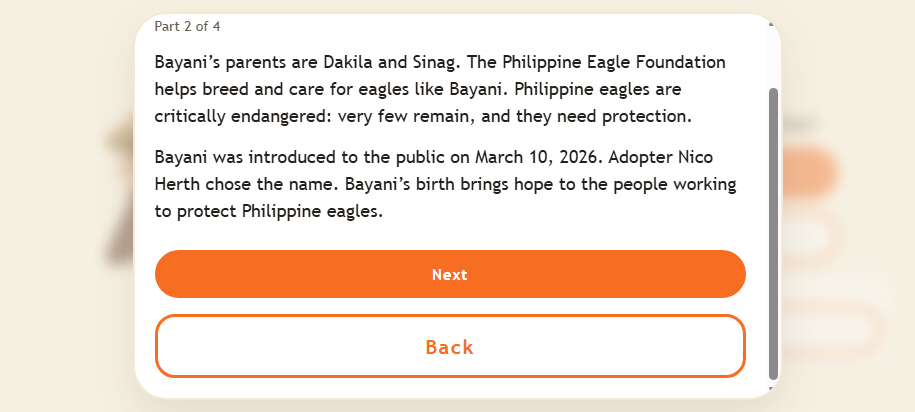 Part 2 of 4
Bayani’s parents are Dakila and Sinag. The Philippine Eagle Foundation
helps breed and care for eagles like Bayani. Philippine eagles are
critically endangered: very few remain, and they need protection.
Bayani was introduced to the public on March 10, 2026. Adopter Nico
Herth chose the name. Bayani’s birth brings hope to the people working
to protect Philippine eagles.
Next
Back